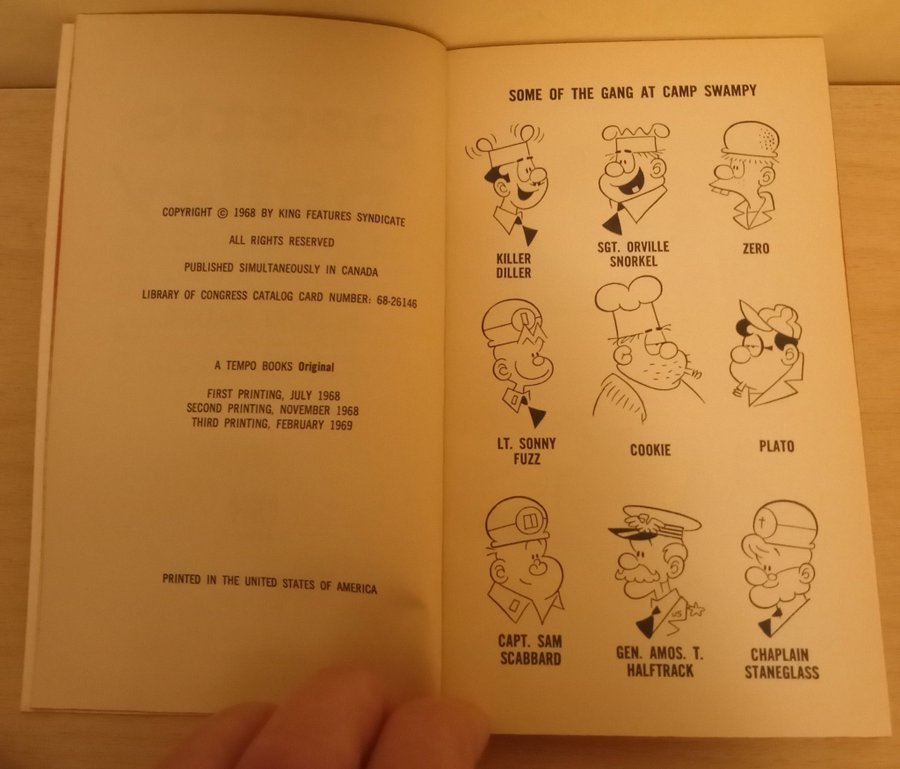 COPYRIGHT © 1968 BY KING FEATURES SYNDICATE
ALL RIGHTS RESERVED
PUBLISHED SIMULTANEOUSLY IN CANADA
LIBRARY OF CONGRESS CATALOG CARD NUMBER: 68-26146
A TEMPO BOOKS Original
FIRST PRINTING, JULY 1968
SECOND PRINTING, NOVEMBER 1968
THIRD PRINTING, FEBRUARY 1969
PRINTED IN THE UNITED STATES OF AMERICA
SOME OF THE GANG AT CAMP SWAMPY
KILLER
DILLER
SGT. ORVILLE
SNORKEL
ZERO
LT. SONNY
FUZZ
COOKIE
PLATO
CAPT. SAM
SCABBARD
US
GEN. AMOS. T.
HALFTRACK
CHAPLAIN
STANEGLASS